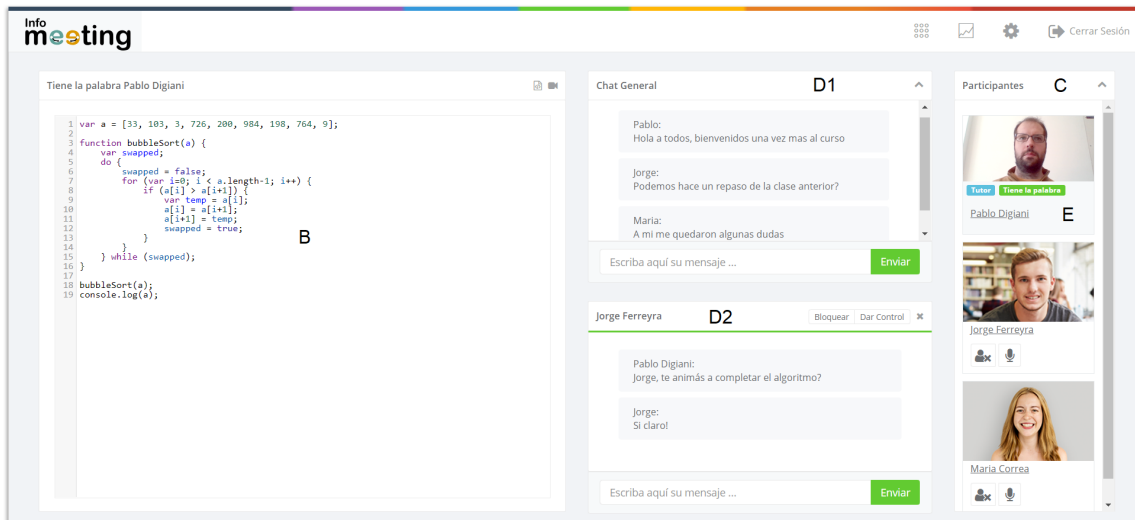 Info
meeting
Cerrar Sesión
Tiene la palabra Pablo Digiani
1 var a = [33, 103, 3, 726, 200, 984, 198, 764, 9];
2
3 function bubbleSort(a) {
4 var swapped;
5 do {
6 swapped = false;
7 for (var i=0; i < a.length-1; i++) {
8 if (a[i] > a[i+1]) {
9 var temp = a[i];
10 a[i] = a[i+1];
11 a[i+1] = temp;
12 swapped = true;
13 }
14 }
15 } while (swapped);
16 }
17
18 bubbleSort(a);
19 console.log(a);
B
Chat General D1
Pablo:
Hola a todos, bienvenidos una vez mas al curso
Jorge:
Podemos hace un repaso de la clase anterior?
Maria:
A mi me quedaron algunas dudas
Escriba aquí su mensaje ... Enviar
Jorge Ferreyra D2 Bloquear Dar Control
Pablo Digiani:
Jorge, te animás a completar el algoritmo?
Jorge:
Si claro!
Escriba aquí su mensaje ... Enviar
Participantes C
Tutor Tiene la palabra
Pablo Digiani E
Jorge Ferreyra
Maria Correa